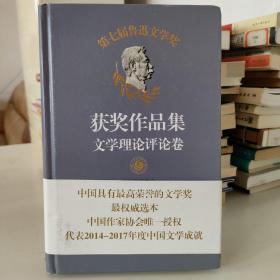 第七届鲁迅文学奖
获奖作品集
文学理论评论卷
中国具有最高荣誉的文学奖
最权威选本
中国作家协会唯一授权
代表2014-2017年度中国文学成就